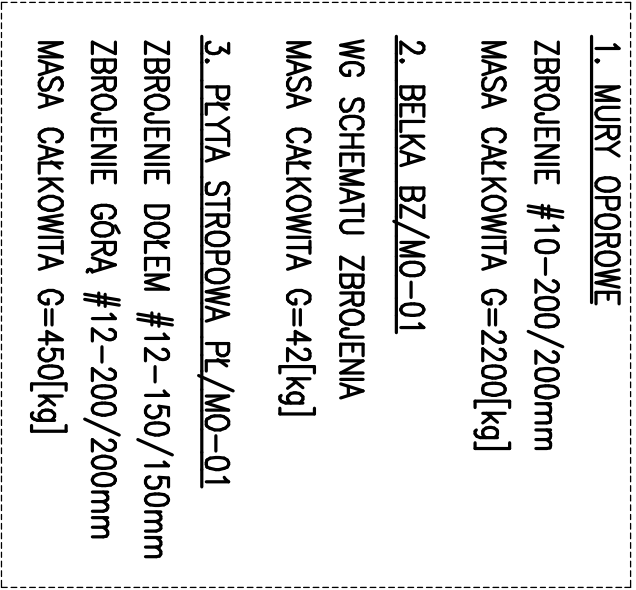 1. MURY OPOROWE
ZBROJENIE #10-200/200mm
MASA CAŁKOWITA G=2200[kg]
2. BELKA BZ/MO-01
WG SCHEMATU ZBROJENIA
MASA CAŁKOWITA G=42[kg]
3. PŁYTA STROPOWA PŁ/MO-01
ZBROJENIE DOŁEM #12-150/150mm
ZBROJENIE GÓRĄ #12-200/200mm
MASA CAŁKOWITA G=450[kg]